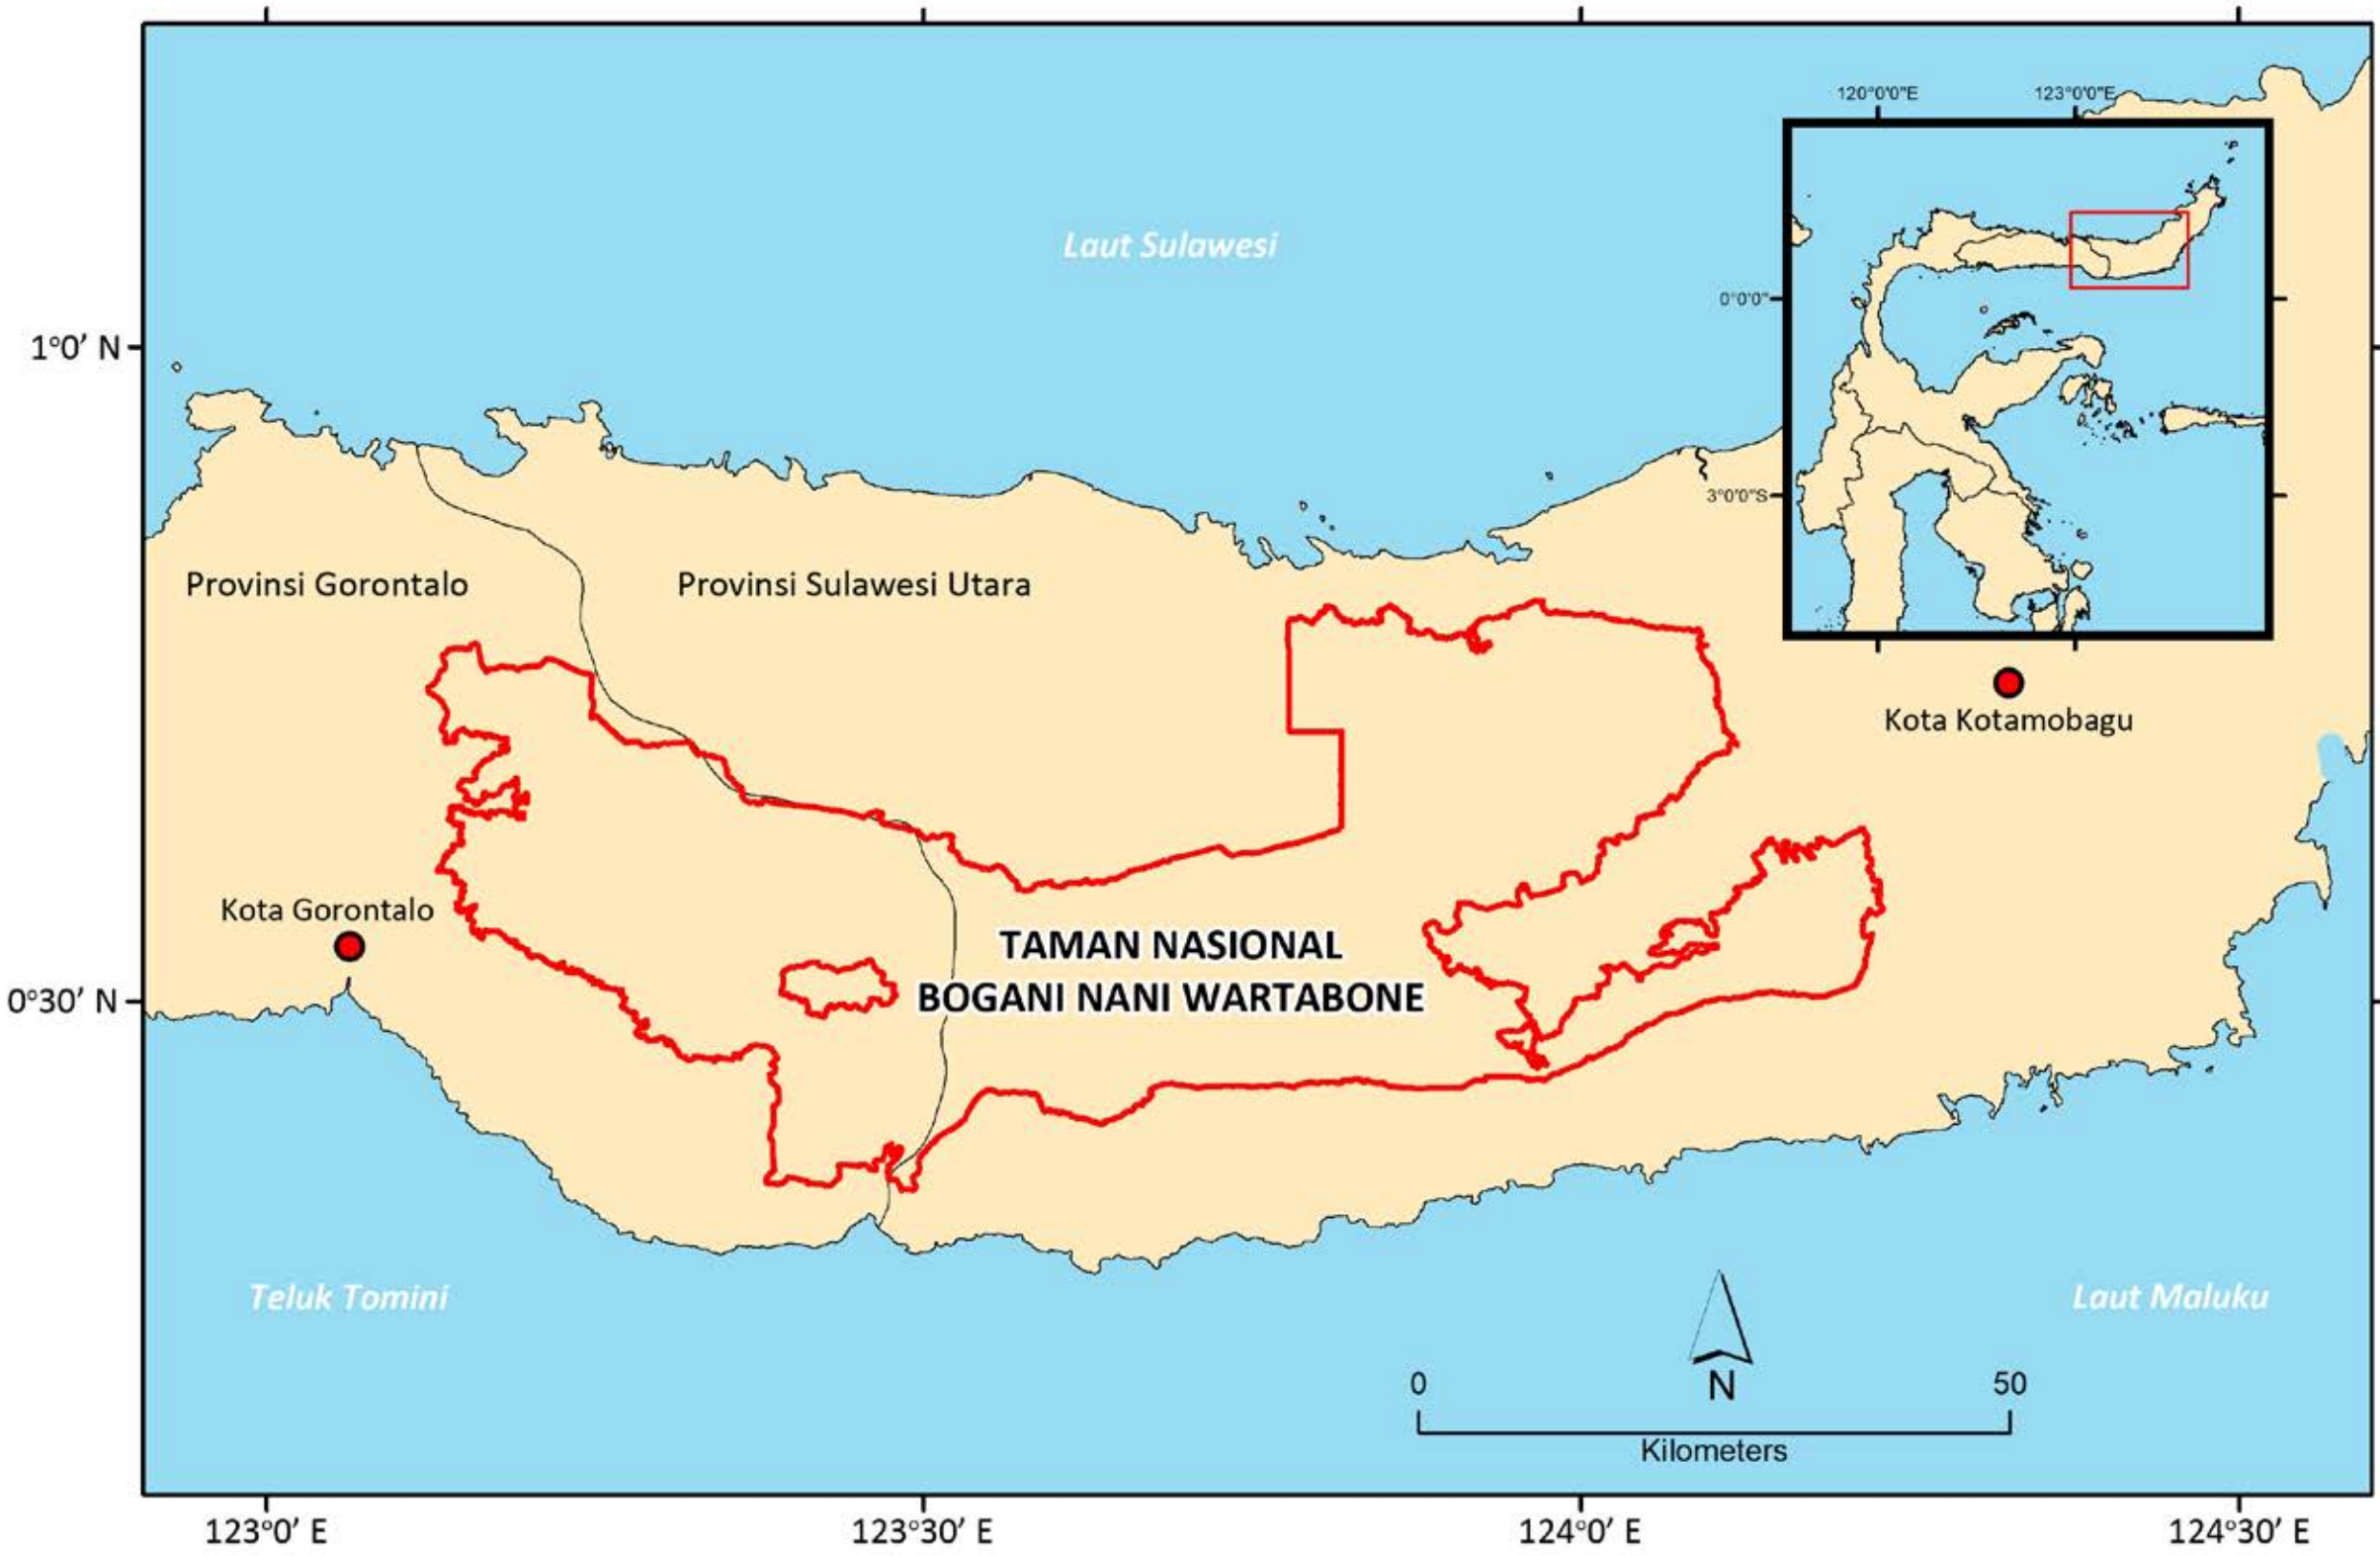 120°0'0"E
123°0'0"E
Laut Sulawesi
0°0'0"
1°0' N
3°0'0"S
Provinsi Gorontalo
Provinsi Sulawesi Utara
Kota Kotamobagu
Kota Gorontalo
TAMAN NASIONAL
BOGANI NANI WARTABONE
0°30' N
Teluk Tomini
Laut Maluku
N
0
50
Kilometers
123°0' E
123°30' E
124°0' E
124°30' E